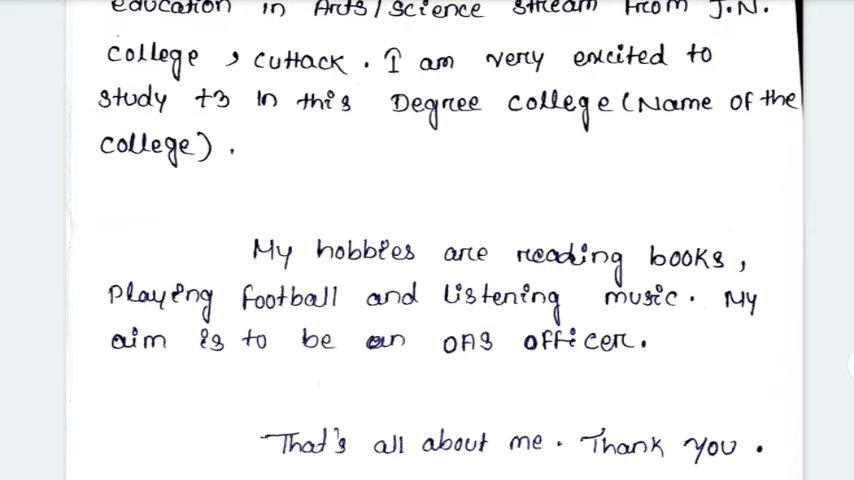 education in Arts/Science stream from J.N.
college, cuttack. I am very excited to
study +3 in this Degree college (Name of the
college).
My hobbies are reading books,
playing football and listening music. My
aim is to be an OAS officer.
That's all about me. Thank you.